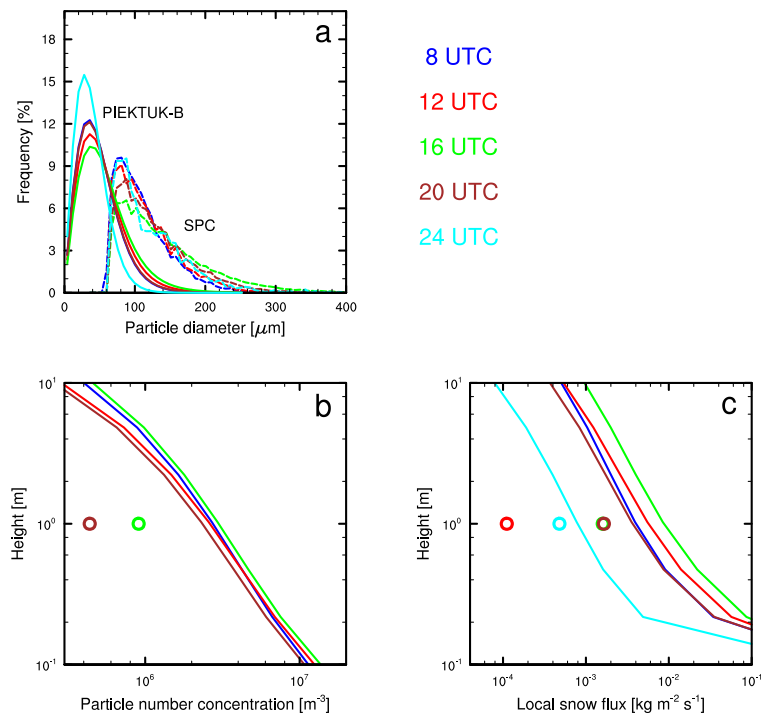 a
18
15
12
9
6
3
0
Frequency [%]
PIEKTUK-B
SPC
0 100 200 300 400
Particle diameter [μm]
8 UTC
12 UTC
16 UTC
20 UTC
24 UTC
b
10¹
10⁰
10⁻¹
Height [m]
10⁶ 10⁷
Particle number concentration [m⁻³]
c
10¹
10⁰
10⁻¹
Height [m]
10⁻⁴ 10⁻³ 10⁻² 10⁻¹
Local snow flux [kg m⁻² s⁻¹]